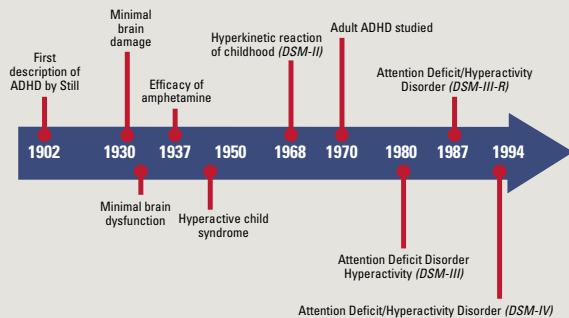 Minimal
brain
damage
First
description of
ADHD by Still
Efficacy of
amphetamine
Hyperkinetic reaction
of childhood (DSM-II)
Adult ADHD studied
Attention Deficit/Hyperactivity
Disorder (DSM-III-R)
1902 1930 1937 1950 1968 1970 1980 1987 1994
Minimal brain
dysfunction
Hyperactive child
syndrome
Attention Deficit Disorder
Hyperactivity (DSM-III)
Attention Deficit/Hyperactivity Disorder (DSM-IV)